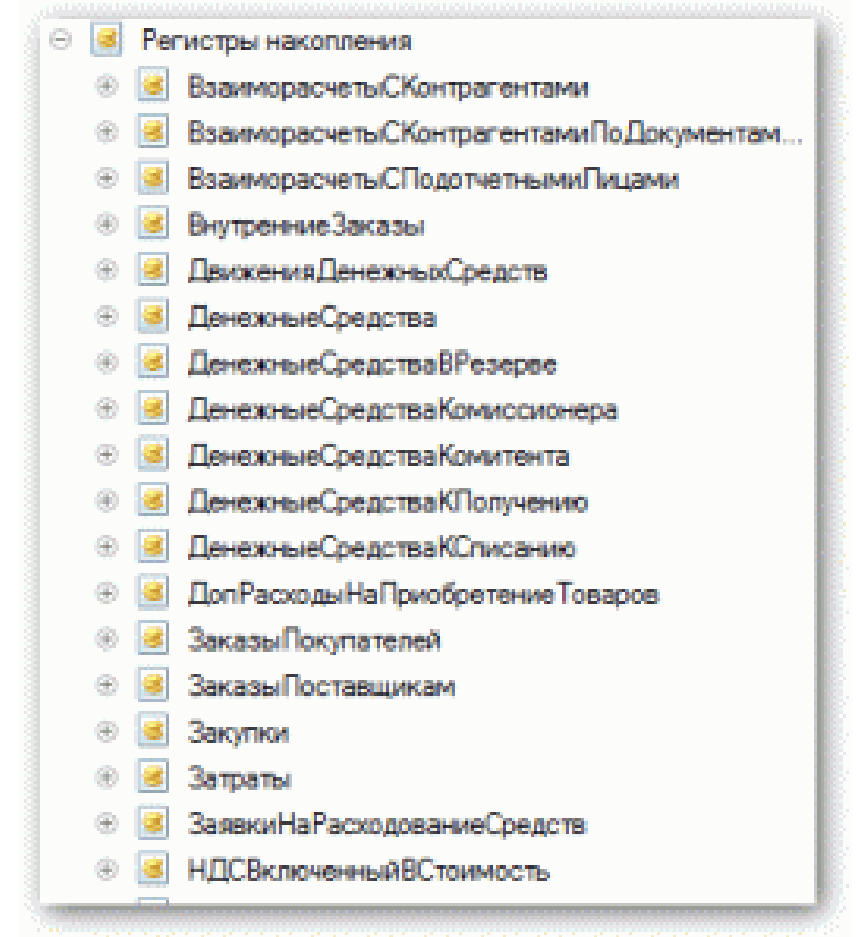 Регистры накопления
ВзаиморасчетыСКонтрагентами
ВзаиморасчетыСКонтрагентамиПоДокументам...
ВзаиморасчетыСПодотчетнымиЛицами
ВнутренниеЗаказы
ДвиженияДенежныхСредств
ДенежныеСредства
ДенежныеСредстваВРезерве
ДенежныеСредстваКомиссионера
ДенежныеСредстваКомитента
ДенежныеСредстваКПолучению
ДенежныеСредстваКСписанию
ДопРасходыНаПриобретениеТоваров
ЗаказыПокупателей
ЗаказыПоставщикам
Закупки
Затраты
ЗаявкиНаРасходованиеСредств
НДСВключенныйВСтоимость